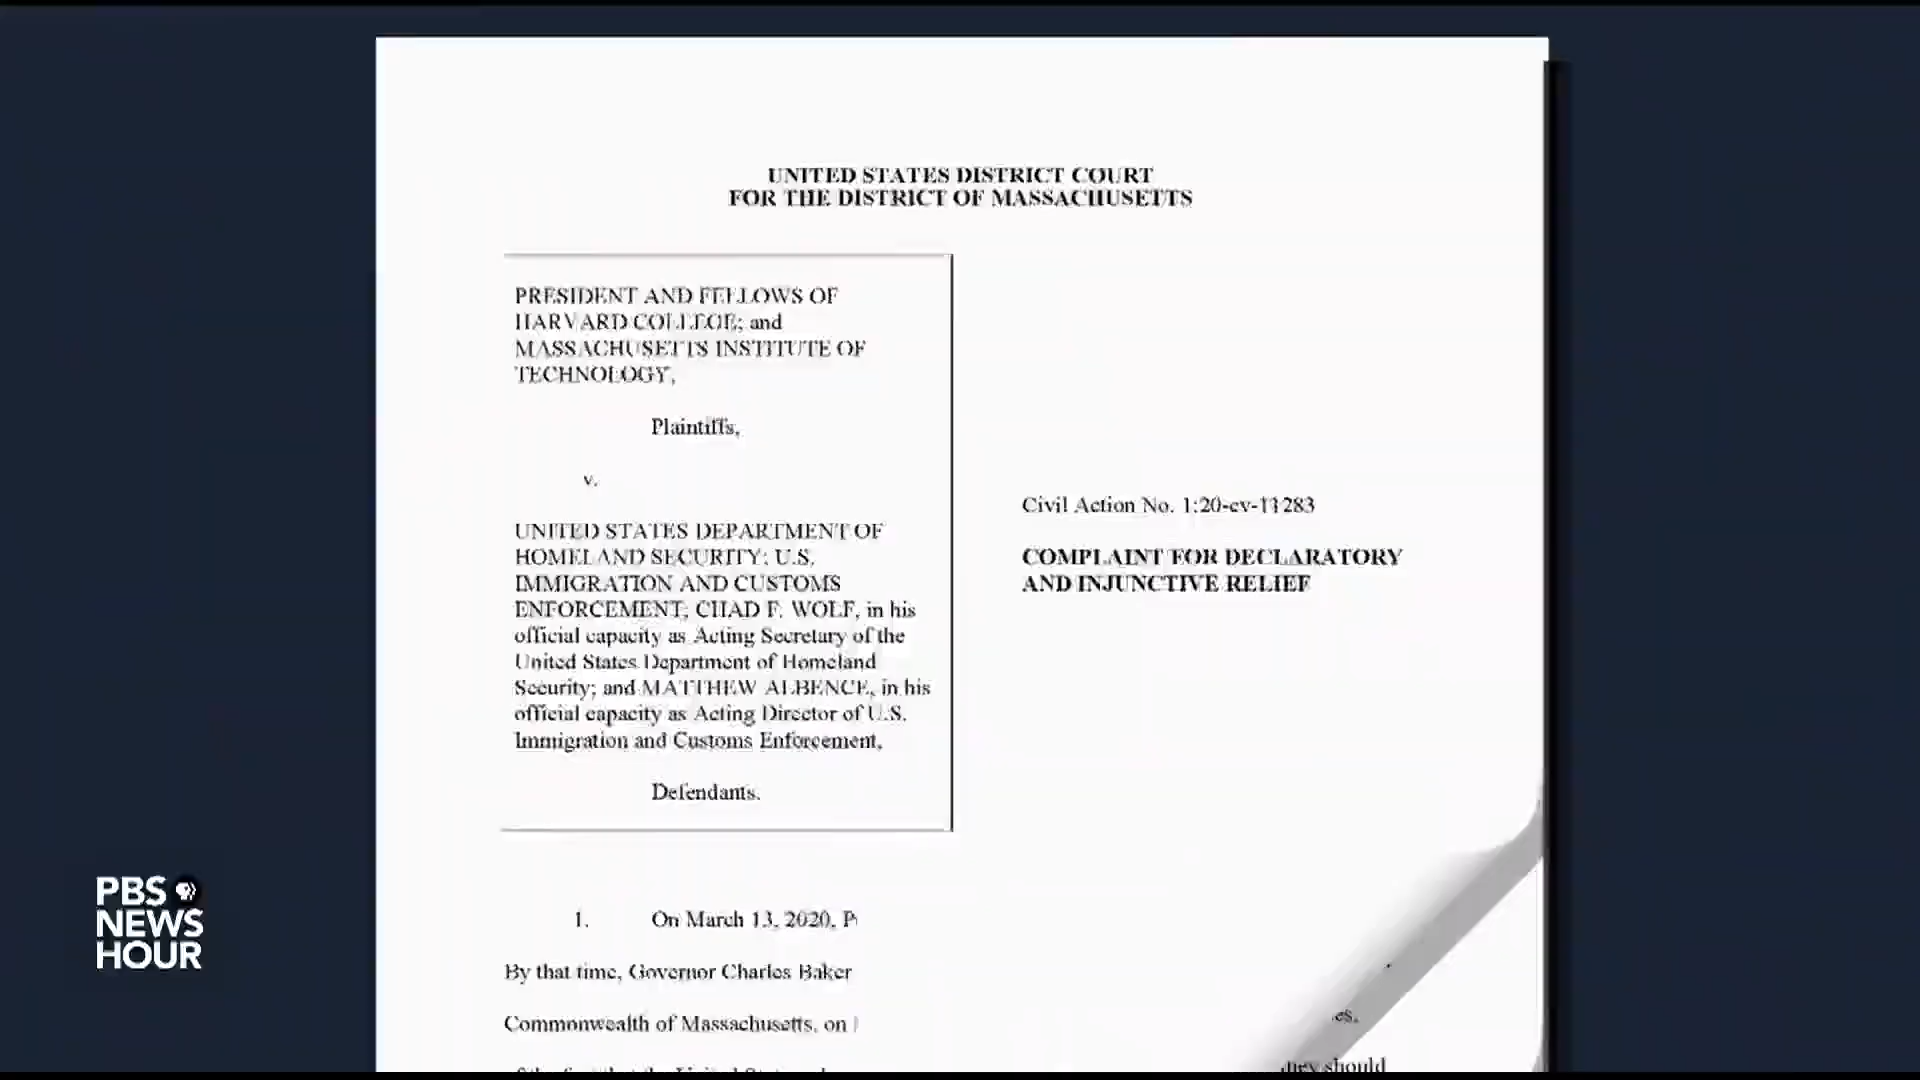 UNITED STATES DISTRICT COURT
FOR THE DISTRICT OF MASSACHUSETTS
PRESIDENT AND FELLOWS OF
HARVARD COLLEGE; and
MASSACHUSETTS INSTITUTE OF
TECHNOLOGY,
Plaintiffs,
v.
UNITED STATES DEPARTMENT OF
HOMELAND SECURITY; U.S.
IMMIGRATION AND CUSTOMS
ENFORCEMENT; CHAD F. WOLF, in his
official capacity as Acting Secretary of the
United States Department of Homeland
Security; and MATTHEW ALBENCE, in his
official capacity as Acting Director of U.S.
Immigration and Customs Enforcement,
Defendants.
Civil Action No. 1:20-cv-11283
COMPLAINT FOR DECLARATORY
AND INJUNCTIVE RELIEF
1. On March 13, 2020, P
By that time, Governor Charles Baker
Commonwealth of Massachusetts, on
es.
should
PBS
NEWS
HOUR